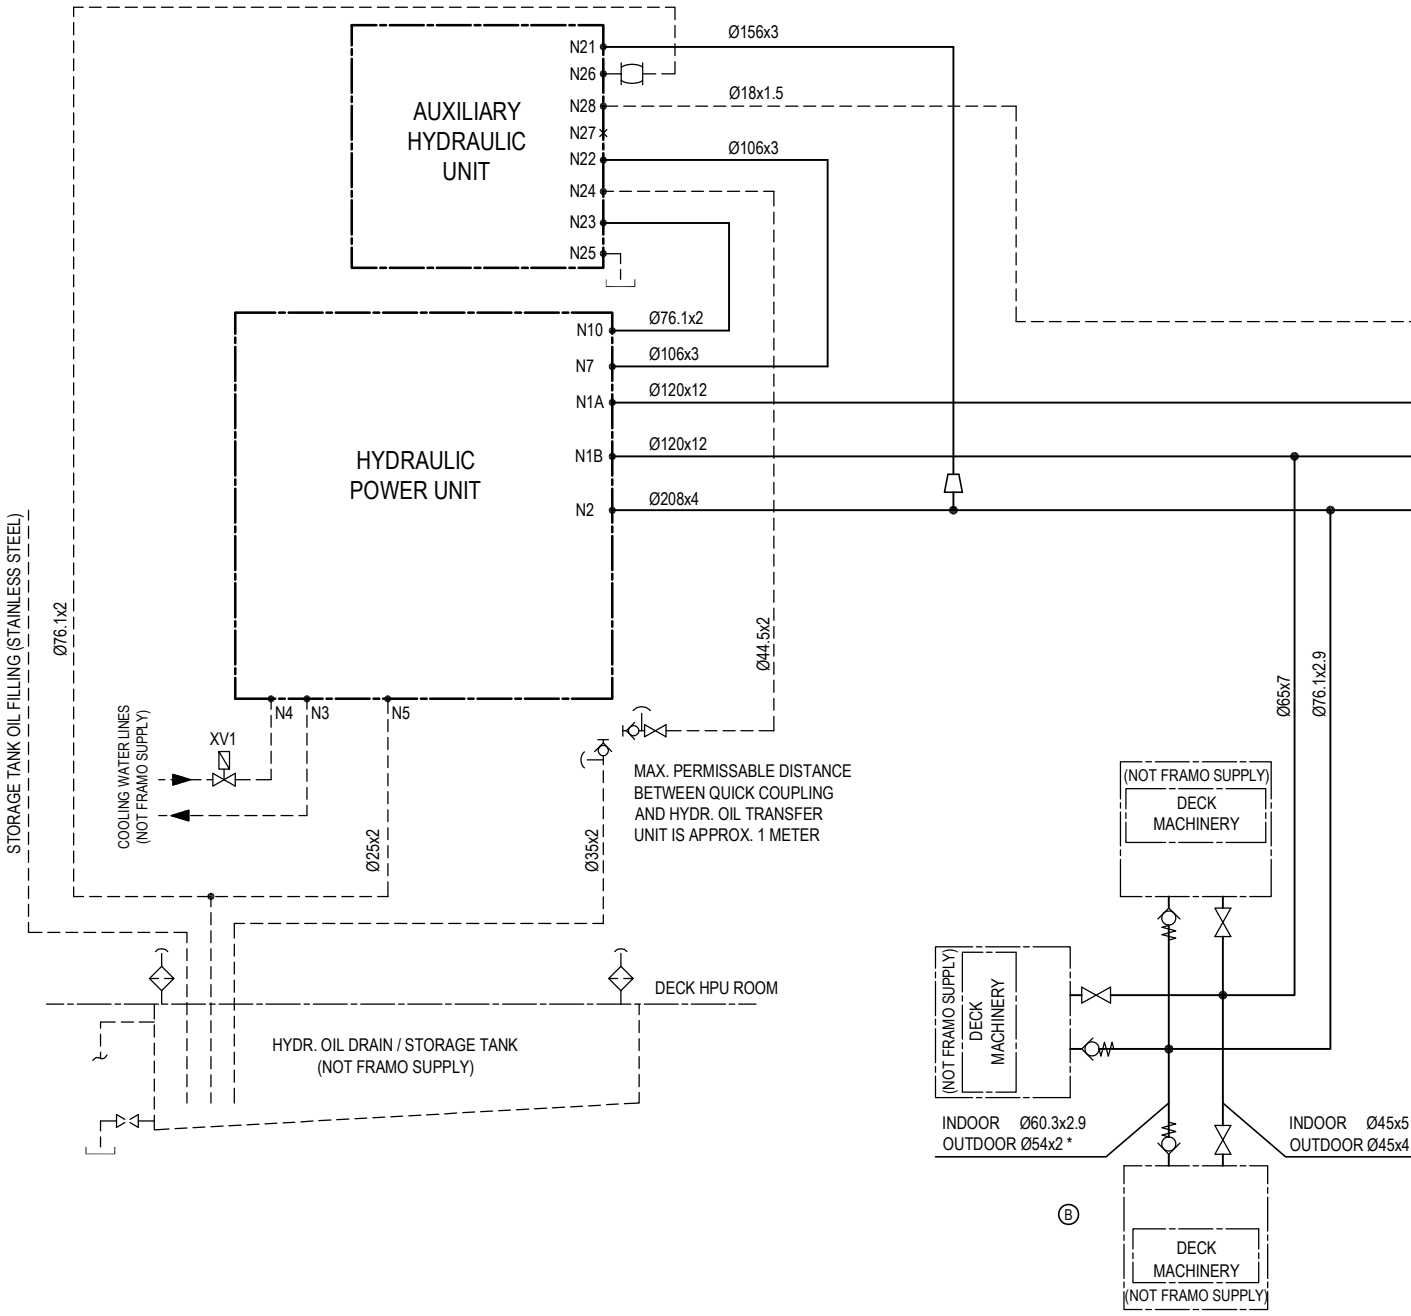 Ø156x3
N21
N26
AUXILIARY
HYDRAULIC
UNIT
N28
Ø18x1.5
N27
N22
Ø106x3
N24
N23
N25
N10
Ø76.1x2
N7
Ø106x3
N1A
Ø120x12
HYDRAULIC
POWER UNIT
N1B
Ø120x12
N2
Ø208x4
STORAGE TANK OIL FILLING (STAINLESS STEEL)
Ø76.1x2
Ø44.5x2
Ø65x7
Ø76.1x2.9
N4
N3
N5
COOLING WATER LINES
(NOT FRAMO SUPPLY)
XV1
MAX. PERMISSABLE DISTANCE
BETWEEN QUICK COUPLING
AND HYDR. OIL TRANSFER
UNIT IS APPROX. 1 METER
Ø25x2
Ø35x2
(NOT FRAMO SUPPLY)
DECK
MACHINERY
DECK HPU ROOM
HYDR. OIL DRAIN / STORAGE TANK
(NOT FRAMO SUPPLY)
(NOT FRAMO SUPPLY)
DECK
MACHINERY
INDOOR Ø60.3x2.9
OUTDOOR Ø54x2 *
INDOOR Ø45x5
OUTDOOR Ø45x4
B
DECK
MACHINERY
(NOT FRAMO SUPPLY)